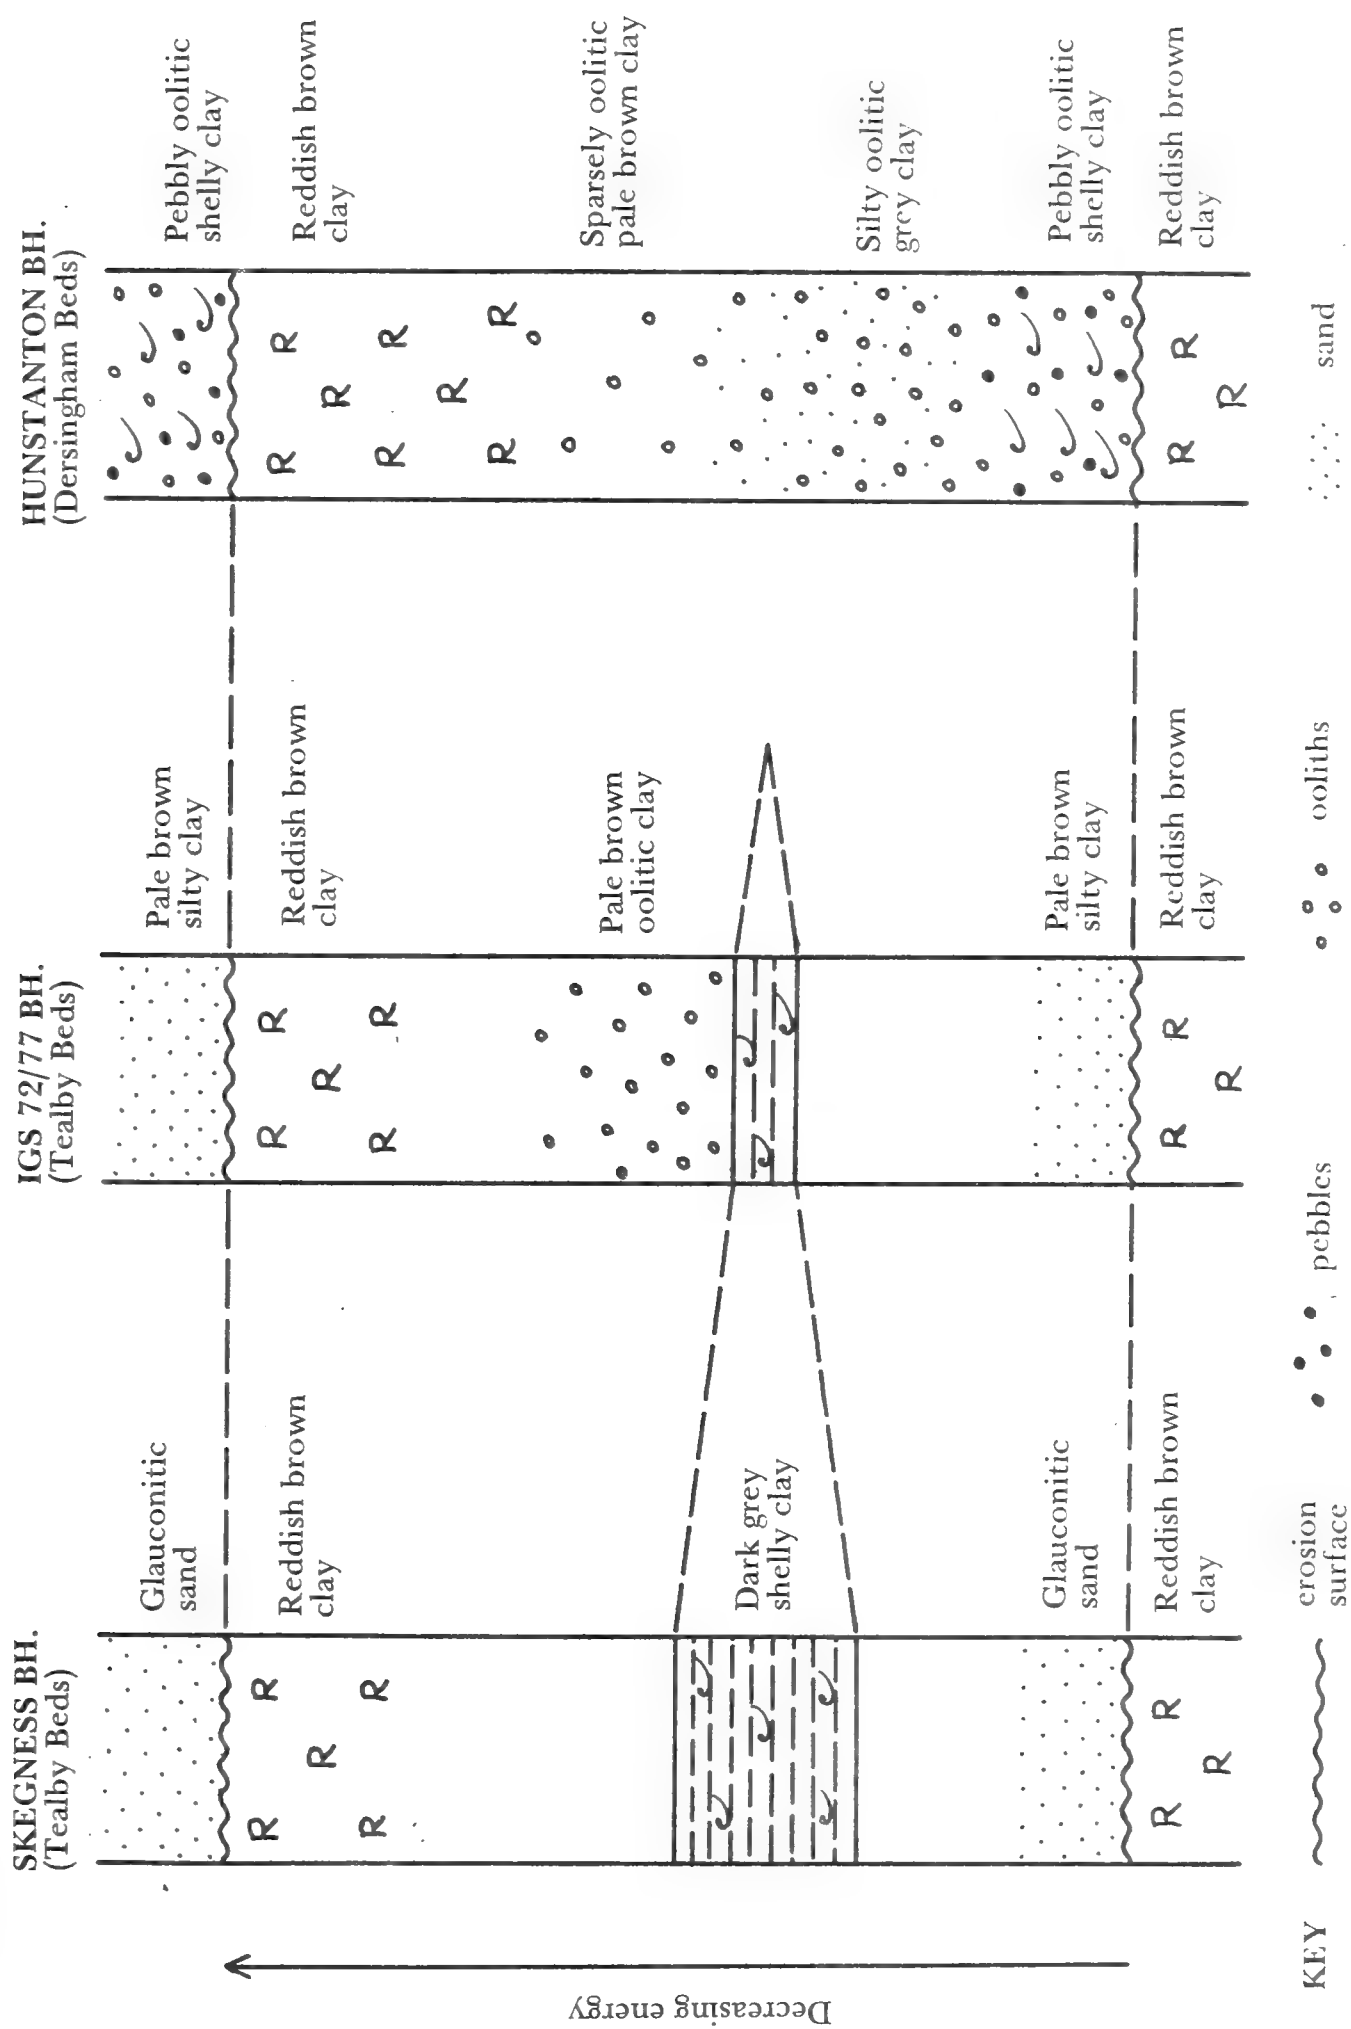 SKEGNESS BH.
(Tealby Beds)
Glauconitic
sand
Reddish brown
clay
Dark grey
shelly clay
Glauconitic
sand
Reddish brown
clay
IGS 72/77 BH.
(Tealby Beds)
Pale brown
silty clay
Reddish brown
clay
Pale brown
oolitic clay
Pale brown
silty clay
Reddish brown
clay
HUNSTANTON BH.
(Dersingham Beds)
Pebbly oolitic
shelly clay
Reddish brown
clay
Sparsely oolitic
pale brown clay
Silty oolitic
grey clay
Pebbly oolitic
shelly clay
Reddish brown
clay
R R
R
R R
R R
R
R R
R
R R
R R
R
R R
R
R R
R R
R
R R
R
R R
Decreasing energy
KEY
erosion
surface
pebbles
ooliths
sand